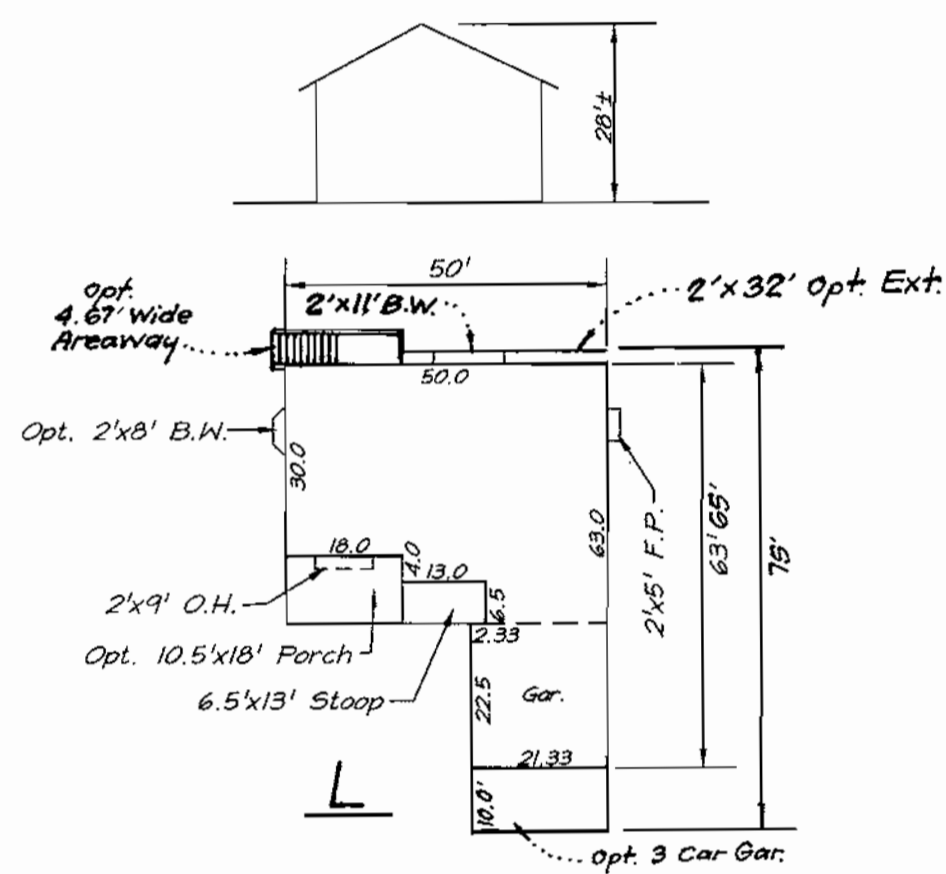 28'±
50'
opt.
4.67' Wide
Areaway
2'x11' B.W.
2'x32' Opt. Ext.
50.0
Opt. 2'x8' B.W.
30.0
63.0
2'x5' F.P.
63' 65'
75'
18.0
4.0
13.0
6.5
2'x9' O.H.
2.33
Opt. 10.5'x18' Porch
6.5'x13' Stoop
22.5
Gar.
21.33
L
10.0'
opt. 3 Car Gar.